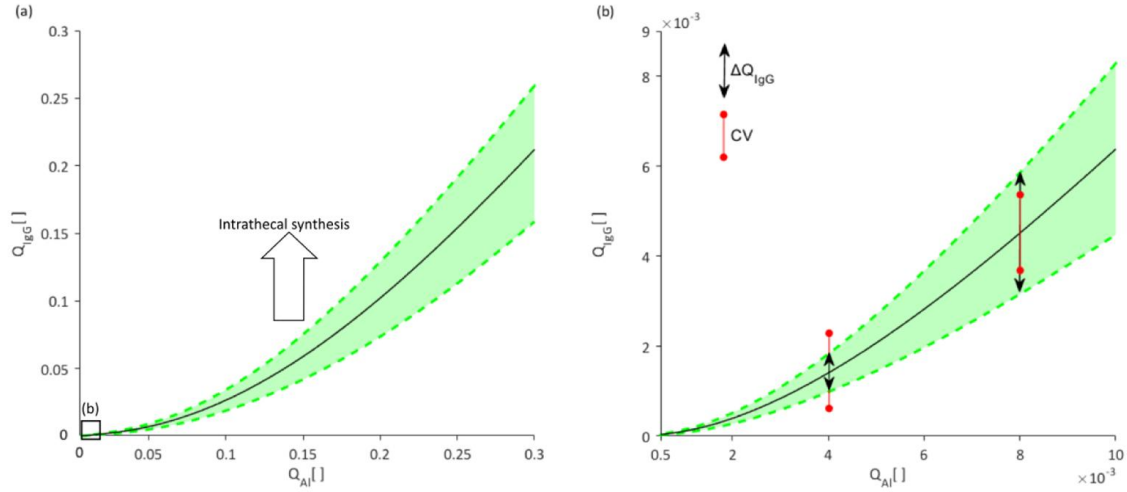 (a)
0.3
0.25
0.2
0.15
0.1
0.05
0
Q_IgG[ ]
Intrathecal synthesis
(b)
0
0.05
0.1
0.15
0.2
0.25
0.3
Q_Al[ ]
(b)
×10⁻³
9
8
6
4
2
0
Q_IgG[ ]
ΔQ_IgG
CV
0.5
2
4
6
8
10
Q_Al[ ]
×10⁻³